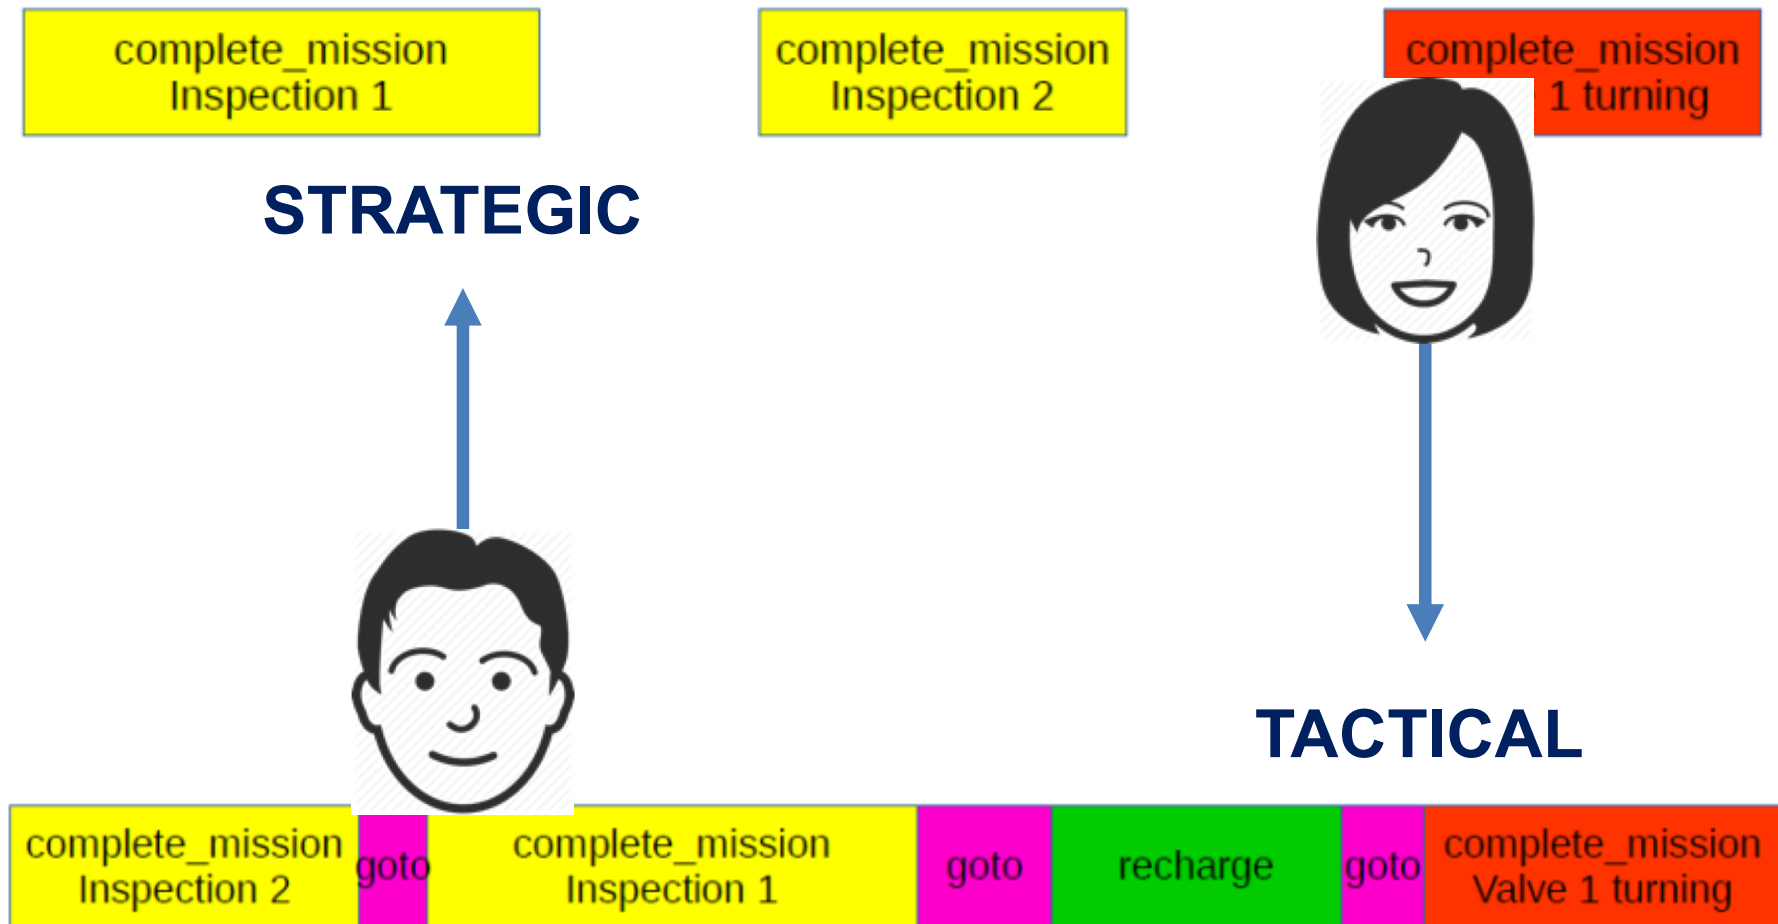 complete_mission
Inspection 1
complete_mission
Inspection 2
complete_mission
1 turning
STRATEGIC
TACTICAL
complete_mission
Inspection 2
goto
complete_mission
Inspection 1
goto
recharge
goto
complete_mission
Valve 1 turning